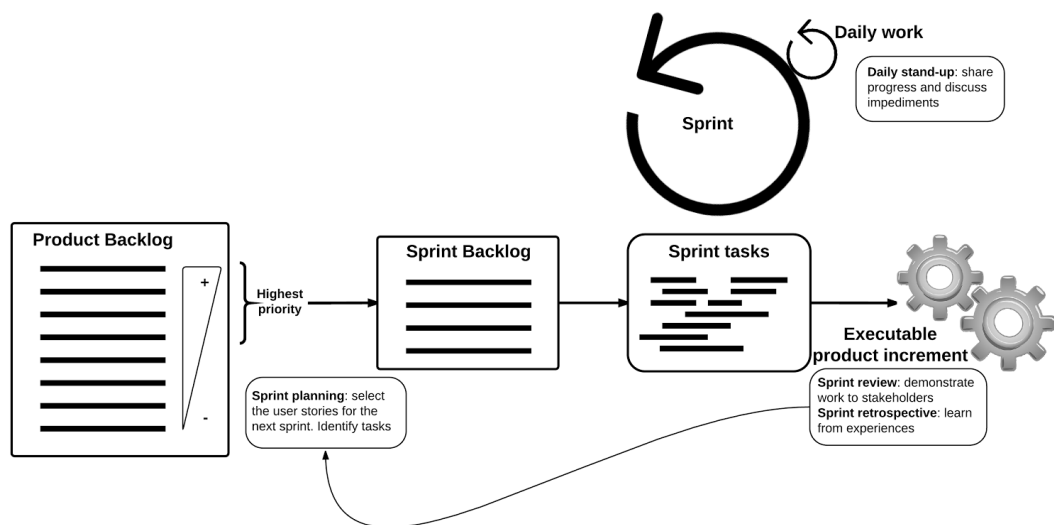 Daily work
Daily stand-up: share
progress and discuss
impediments
Sprint
Product Backlog
+
-
Highest
priority
Sprint Backlog
Sprint tasks
Executable
product increment
Sprint planning: select
the user stories for the
next sprint. Identify tasks
Sprint review: demonstrate
work to stakeholders
Sprint retrospective: learn
from experiences